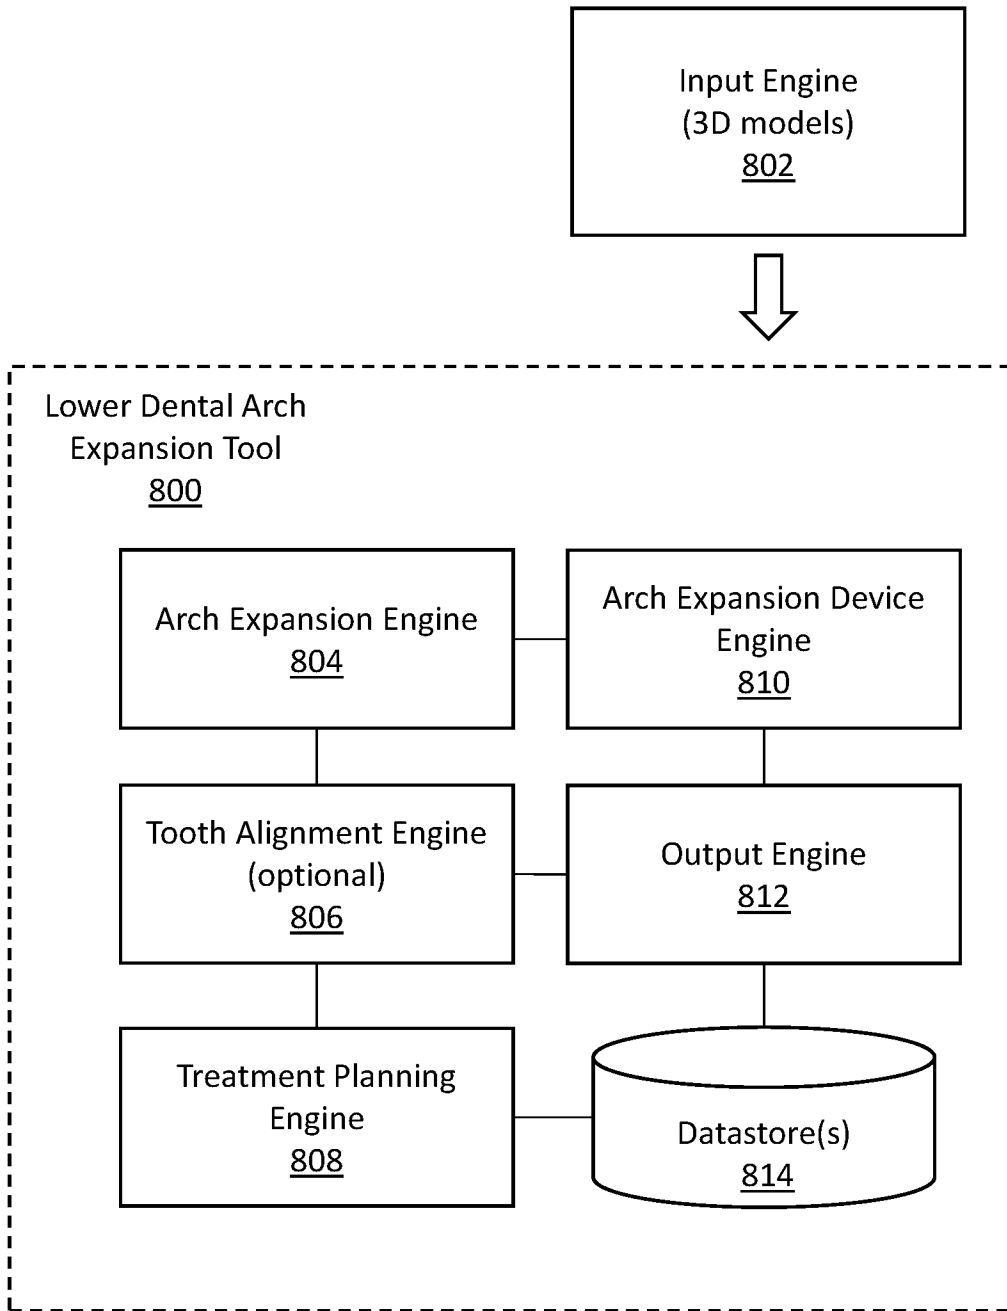 Input Engine
(3D models)
802
Lower Dental Arch
Expansion Tool
800
Arch Expansion Engine
804
Arch Expansion Device
Engine
810
Tooth Alignment Engine
(optional)
806
Output Engine
812
Treatment Planning
Engine
808
Datastore(s)
814